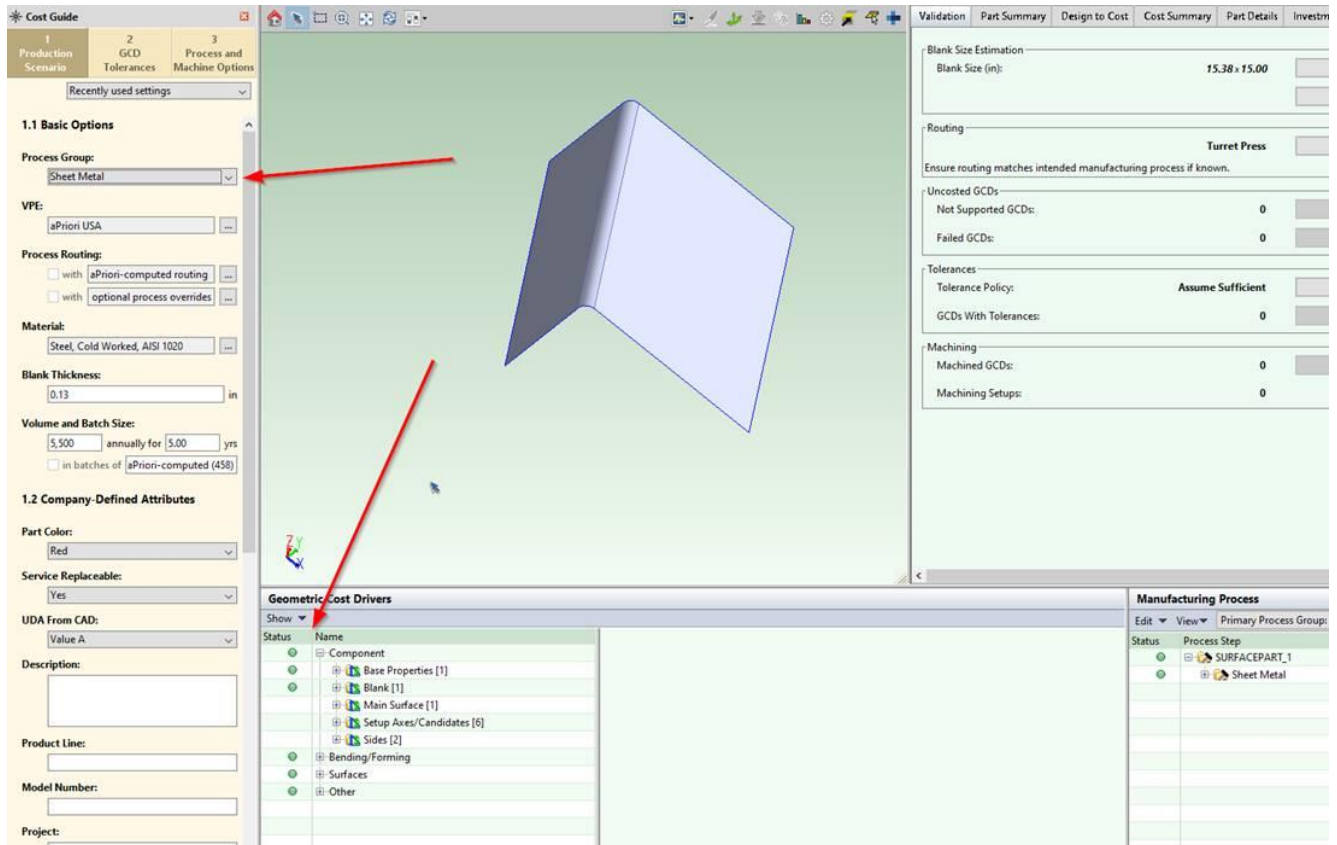 Cost Guide
1
Production
Scenario
2
GCD
Tolerances
3
Process and
Machine Options
Recently used settings
1.1 Basic Options
Process Group:
Sheet Metal
VPE:
aPriori USA
...
Process Routing:
with aPriori-computed routing ...
with optional process overrides ...
Material:
Steel, Cold Worked, AISI 1020 ...
Blank Thickness:
0.13 in
Volume and Batch Size:
5,500 annually for 5.00 yrs
in batches of aPriori-computed (458)
1.2 Company-Defined Attributes
Part Color:
Red
Service Replaceable:
Yes
UDA From CAD:
Value A
Description:
Product Line:
Model Number:
Project:
Z Y
X
Geometric Cost Drivers
Show
Status Name
Component
Base Properties [1]
Blank [1]
Main Surface [1]
Setup Axes/Candidates [6]
Sides [2]
Bending/Forming
Surfaces
Other
Validation Part Summary Design to Cost Cost Summary Part Details Investm
Blank Size Estimation
Blank Size (in): 15.38 x 15.00
Routing
Turret Press
Ensure routing matches intended manufacturing process if known.
Uncosted GCDs
Not Supported GCDs: 0
Failed GCDs: 0
Tolerances
Tolerance Policy: Assume Sufficient
GCDs With Tolerances: 0
Machining
Machined GCDs: 0
Machining Setups: 0
Manufacturing Process
Edit View Primary Process Group:
Status Process Step
SURFACEPART_1
Sheet Metal